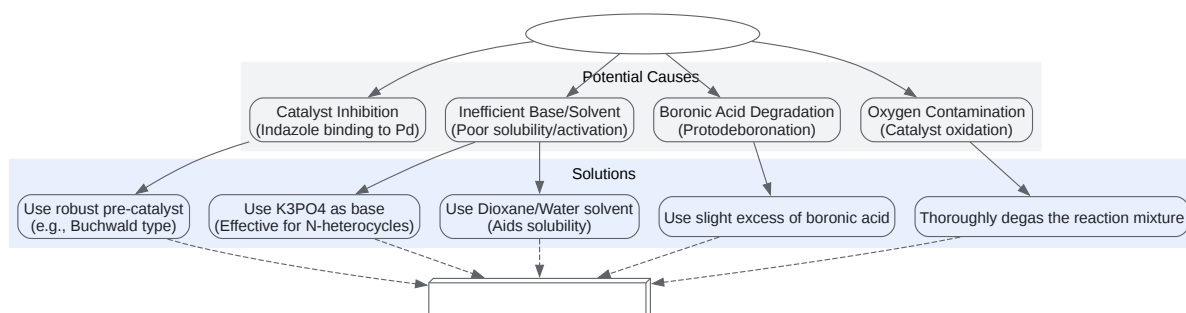 Potential Causes
Catalyst Inhibition
(Indazole binding to Pd)
Inefficient Base/Solvent
(Poor solubility/activation)
Boronic Acid Degradation
(Protodeboronation)
Oxygen Contamination
(Catalyst oxidation)
Solutions
Use robust pre-catalyst
(e.g., Buchwald type)
Use K3PO4 as base
(Effective for N-heterocycles)
Use Dioxane/Water solvent
(Aids solubility)
Use slight excess of boronic acid
Thoroughly degas the reaction mixture